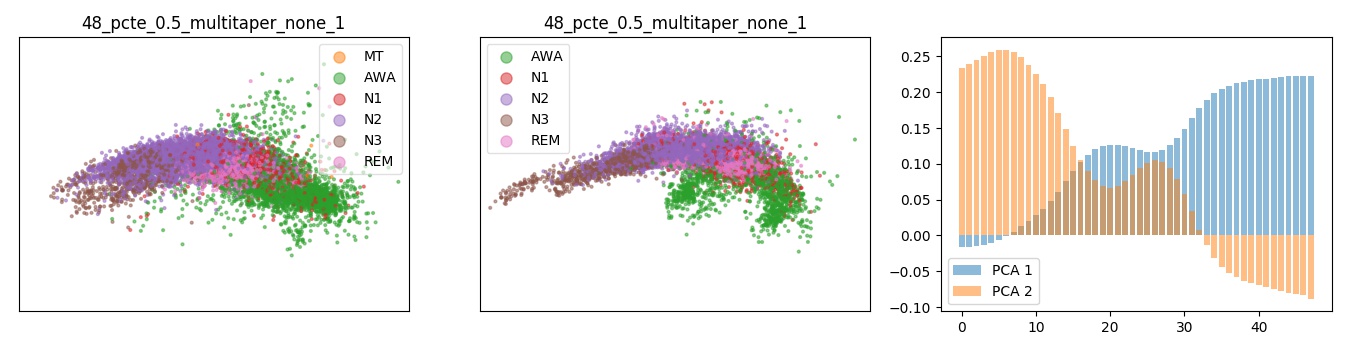 48_pcte_0.5_multitaper_none_1
MT
AWA
N1
N2
N3
REM
48_pcte_0.5_multitaper_none_1
AWA
N1
N2
N3
REM
0.25
0.20
0.15
0.10
0.05
0.00
−0.05
−0.10
PCA 1
PCA 2
0 10 20 30 40